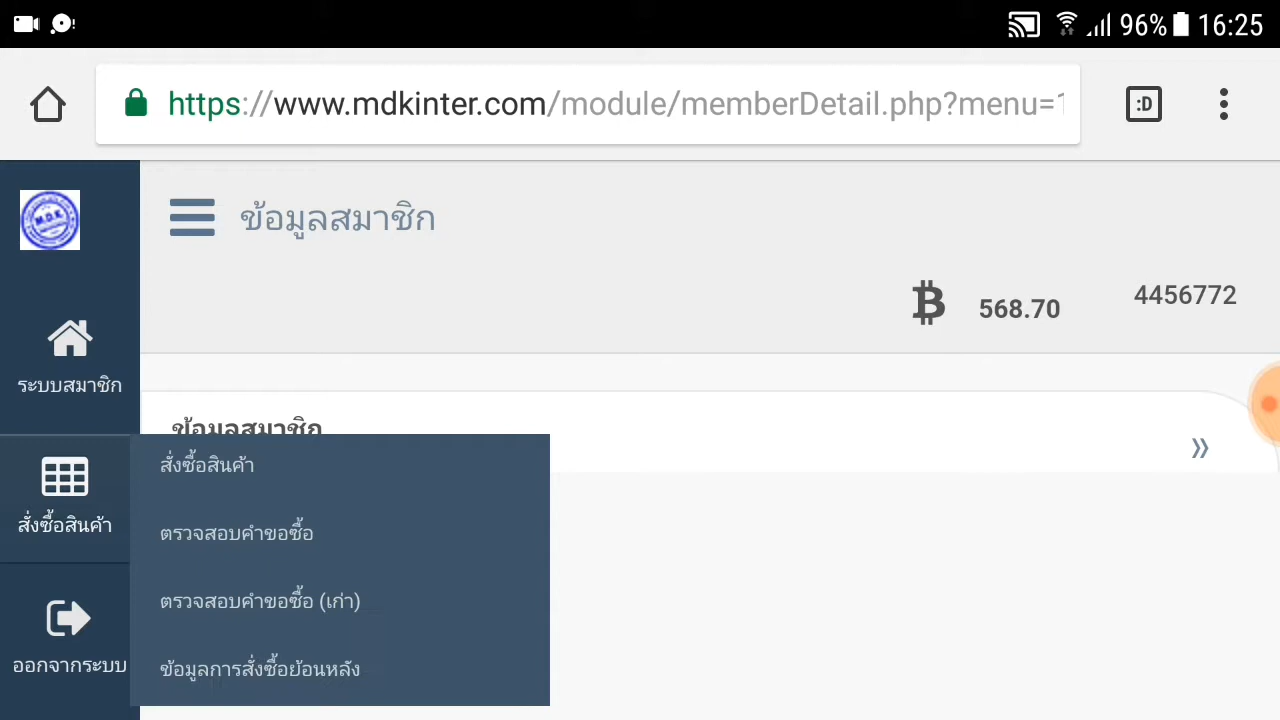 96% 16:25
https://www.mdkinter.com/module/memberDetail.php?menu=1
:D
M.D.K.
ข้อมูลสมาชิก
568.70
4456772
ระบบสมาชิก
ข้อมูลสมาชิก
สั่งซื้อสินค้า
สั่งซื้อสินค้า
ตรวจสอบคำขอซื้อ
ตรวจสอบคำขอซื้อ (เก่า)
ข้อมูลการสั่งซื้อย้อนหลัง
ออกจากระบบ